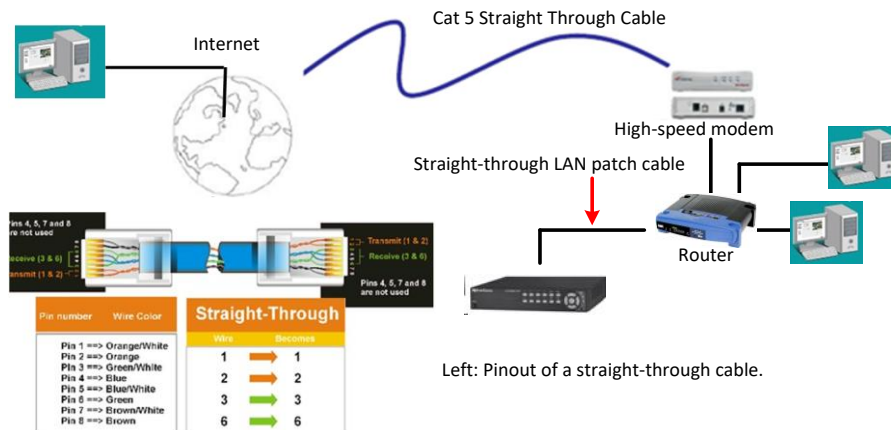 Cat 5 Straight Through Cable
Internet
High-speed modem
Straight-through LAN patch cable
Router
Pins 4, 5, 7 and 8
are not used
Receive (3 & 6)
Transmit (1 & 2)
Transmit (1 & 2)
Receive (3 & 6)
Pins 4, 5, 7 and 8
are not used
Pin number Wire Color
Pin 1 ==> Orange/White
Pin 2 ==> Orange
Pin 3 ==> Green/White
Pin 4 ==> Blue
Pin 5 ==> Blue/White
Pin 6 ==> Green
Pin 7 ==> Brown/White
Pin 8 ==> Brown
Straight-Through
Wire Becomes
1 1
2 2
3 3
6 6
Left: Pinout of a straight-through cable.